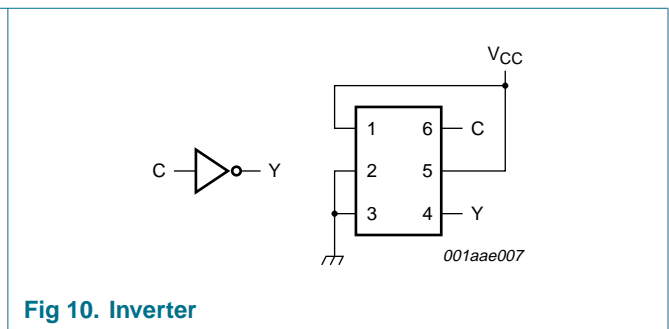 VCC
1 6 C
C Y 2 5
3 4 Y
001aae007
Fig 10. Inverter